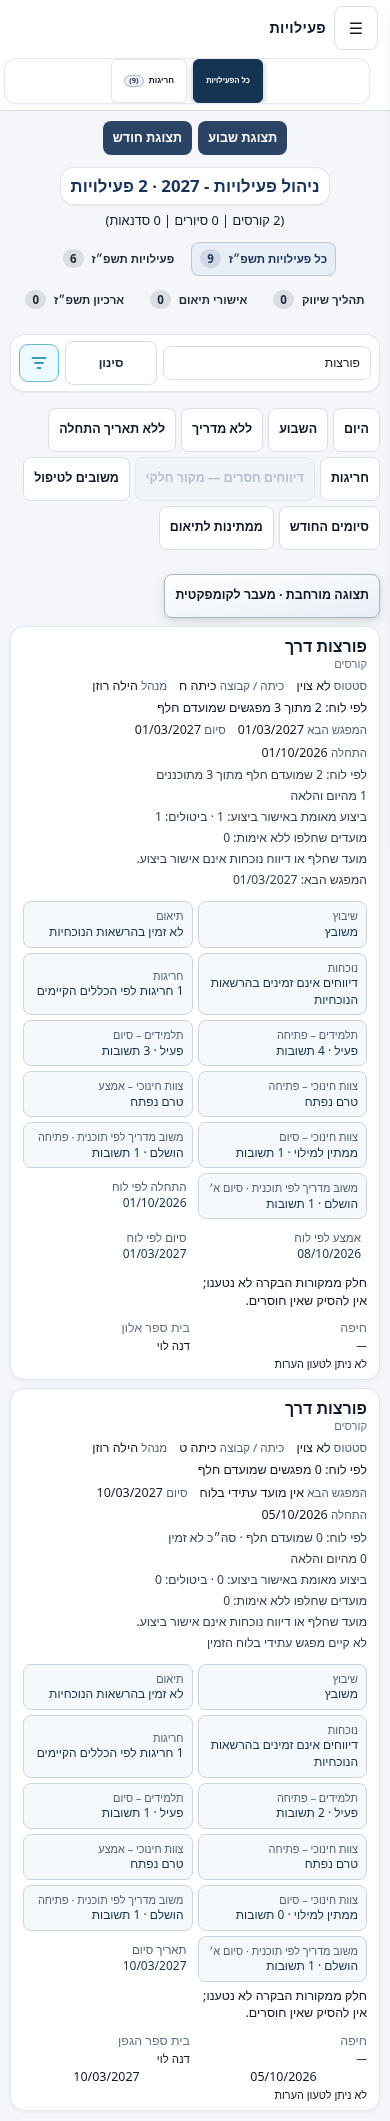 ☰ פעילויות
כל הפעילויות
חריגות (9)
תצוגת שבוע
תצוגת חודש
ניהול פעילויות - 2027 · 2 פעילויות
(2 קורסים | 0 סיורים | 0 סדנאות)
כל פעילויות תשפ״ז 9
פעילויות תשפ״ז 6
תהליך שיווק 0
אישורי תיאום 0
ארכיון תשפ״ז 0
פורצות
סינון
היום
השבוע
ללא מדריך
ללא תאריך התחלה
חריגות
דיווחים חסרים — מקור חלקי
משובים לטיפול
סיומים החודש
ממתינות לתיאום
תצוגה מורחבת · מעבר לקומפקטית
פורצות דרך
קורסים
סטטוס לא צוין כיתה / קבוצה כיתה ח מנהל הילה רוזן
לפי לוח: 2 מתוך 3 מפגשים שמועדם חלף
המפגש הבא 01/03/2027 סיום 01/03/2027
התחלה 01/10/2026
לפי לוח: 2 שמועדם חלף מתוך 3 מתוכננים
1 מהיום והלאה
ביצוע מאומת באישור ביצוע: 1 · ביטולים: 1
מועדים שחלפו ללא אימות: 0
מועד שחלף או דיווח נוכחות אינם אישור ביצוע.
המפגש הבא: 01/03/2027
שיבוץ
משובץ
תיאום
לא זמין בהרשאות הנוכחיות
נוכחות
דיווחים אינם זמינים בהרשאות
הנוכחיות
חריגות
1 חריגות לפי הכללים הקיימים
תלמידים – פתיחה
פעיל · 4 תשובות
תלמידים – סיום
פעיל · 3 תשובות
צוות חינוכי – פתיחה
טרם נפתח
צוות חינוכי – אמצע
טרם נפתח
צוות חינוכי – סיום
ממתין למילוי · 1 תשובות
משוב מדריך לפי תוכנית · פתיחה
הושלם · 1 תשובות
משוב מדריך לפי תוכנית · סיום א׳
הושלם · 1 תשובות
התחלה לפי לוח
01/10/2026
אמצע לפי לוח
08/10/2026
סיום לפי לוח
01/03/2027
חלק ממקורות הבקרה לא נטענו;
אין להסיק שאין חוסרים.
חיפה
—
בית ספר אלון
דנה לוי
לא ניתן לטעון הערות
פורצות דרך
קורסים
סטטוס לא צוין כיתה / קבוצה כיתה ט מנהל הילה רוזן
לפי לוח: 0 מפגשים שמועדם חלף
המפגש הבא אין מועד עתידי בלוח סיום 10/03/2027
התחלה 05/10/2026
לפי לוח: 0 שמועדם חלף · סה״כ לא זמין
0 מהיום והלאה
ביצוע מאומת באישור ביצוע: 0 · ביטולים: 0
מועדים שחלפו ללא אימות: 0
מועד שחלף או דיווח נוכחות אינם אישור ביצוע.
לא קיים מפגש עתידי בלוח הזמין
שיבוץ
משובץ
תיאום
לא זמין בהרשאות הנוכחיות
נוכחות
דיווחים אינם זמינים בהרשאות
הנוכחיות
חריגות
1 חריגות לפי הכללים הקיימים
תלמידים – פתיחה
פעיל · 2 תשובות
תלמידים – סיום
פעיל · 1 תשובות
צוות חינוכי – פתיחה
טרם נפתח
צוות חינוכי – אמצע
טרם נפתח
צוות חינוכי – סיום
ממתין למילוי · 0 תשובות
משוב מדריך לפי תוכנית · פתיחה
הושלם · 1 תשובות
משוב מדריך לפי תוכנית · סיום א׳
הושלם · 1 תשובות
תאריך סיום
10/03/2027
חלק ממקורות הבקרה לא נטענו;
אין להסיק שאין חוסרים.
חיפה
—
בית ספר הגפן
דנה לוי
05/10/2026
10/03/2027
לא ניתן לטעון הערות